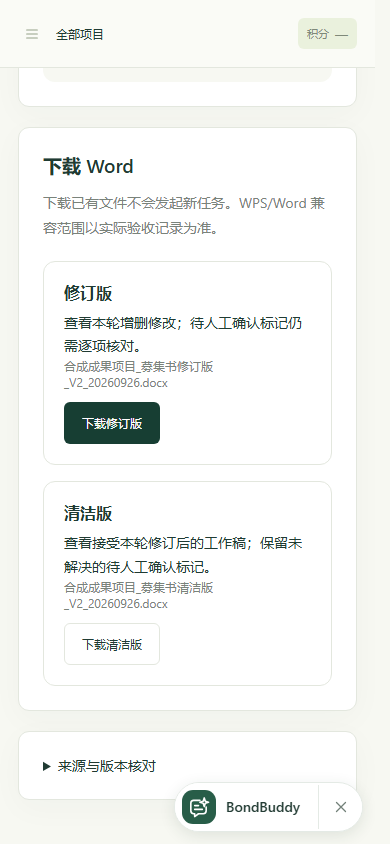 全部项目
积分 —
下载 Word
下载已有文件不会发起新任务。WPS/Word 兼
容范围以实际验收记录为准。
修订版
查看本轮增删修改；待人工确认标记仍
需逐项核对。
合成成果项目_募集书修订版
_V2_20260926.docx
下载修订版
清洁版
查看接受本轮修订后的工作稿；保留未
解决的待人工确认标记。
合成成果项目_募集书清洁版
_V2_20260926.docx
下载清洁版
来源与版本核对
BondBuddy